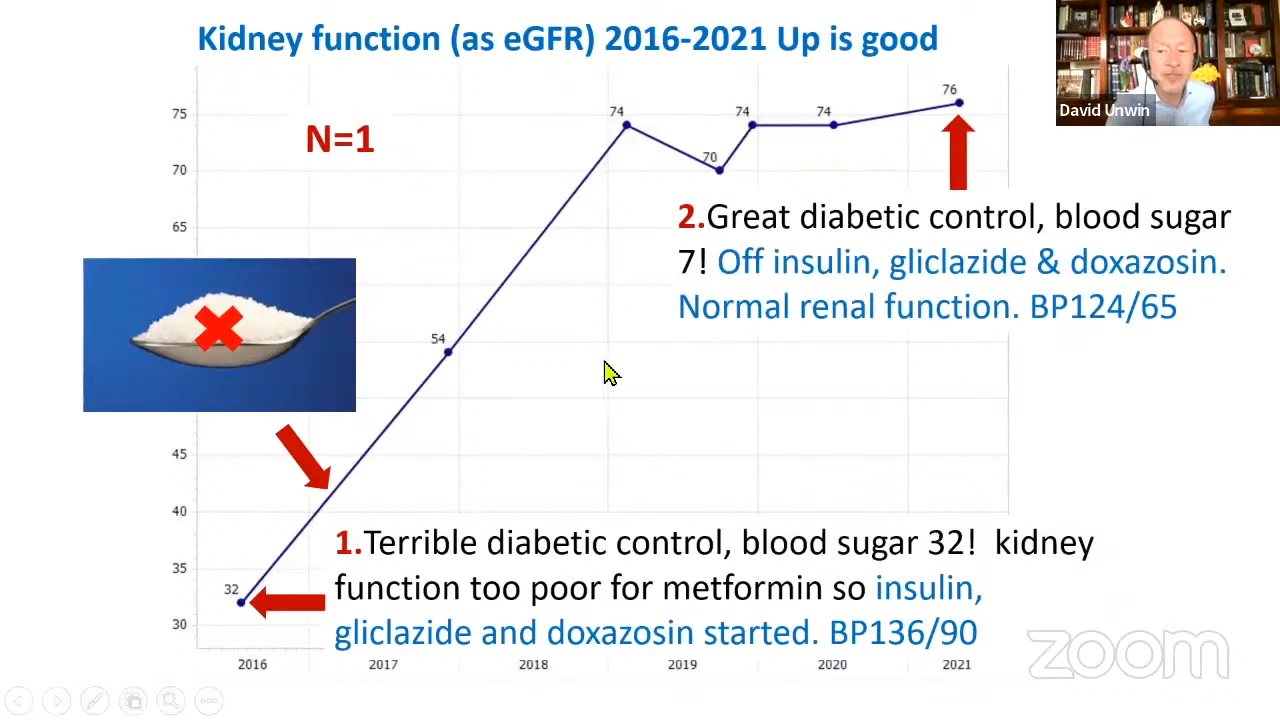 Kidney function (as eGFR) 2016-2021 Up is good
David Unwin
N=1
75
70
65
45
40
35
30
32
54
74
70
74
74
76
2.Great diabetic control, blood sugar
7! Off insulin, gliclazide & doxazosin.
Normal renal function. BP124/65
1.Terrible diabetic control, blood sugar 32! kidney
function too poor for metformin so insulin,
gliclazide and doxazosin started. BP136/90
2016
2017
2018
2019
2020
2021
zoom